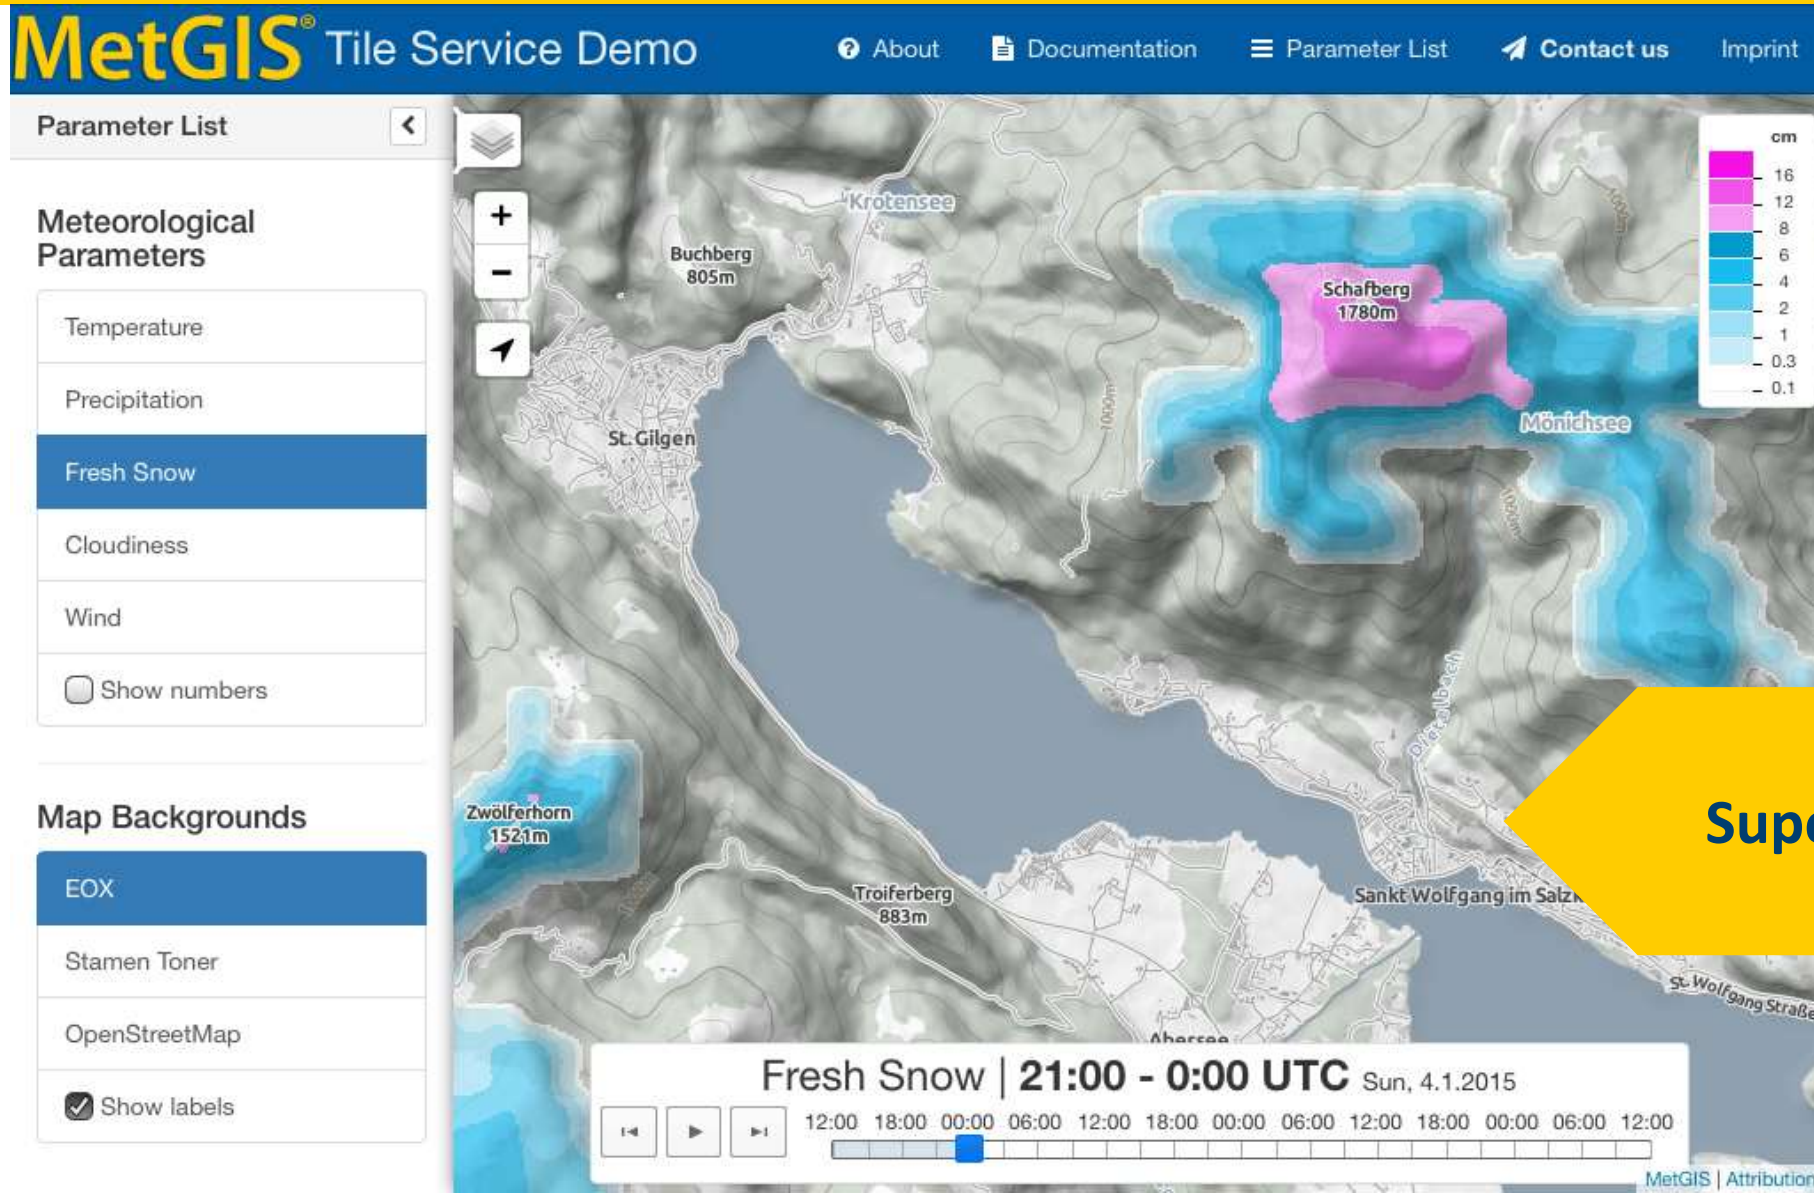 MetGIS® Tile Service Demo
About
Documentation
Parameter List
Contact us
Imprint
Parameter List
Meteorological
Parameters
Temperature
Precipitation
Fresh Snow
Cloudiness
Wind
Show numbers
Map Backgrounds
EOX
Stamen Toner
OpenStreetMap
Show labels
+
−
Krotensee
Buchberg
805m
St. Gilgen
1000m
Schafberg
1780m
1000m
Mönichsee
1000m
Dietalbach
Zwölferhorn
1521m
Troiferberg
883m
Sankt Wolfgang im
St. Wolfgang Straße
Abersee
cm
16
12
8
6
4
2
1
0.3
0.1
Fresh Snow | 21:00 - 0:00 UTC Sun, 4.1.2015
12:00 18:00 00:00 06:00 12:00 18:00 00:00 06:00 12:00 18:00 00:00 06:00 12:00
MetGIS | Attribution